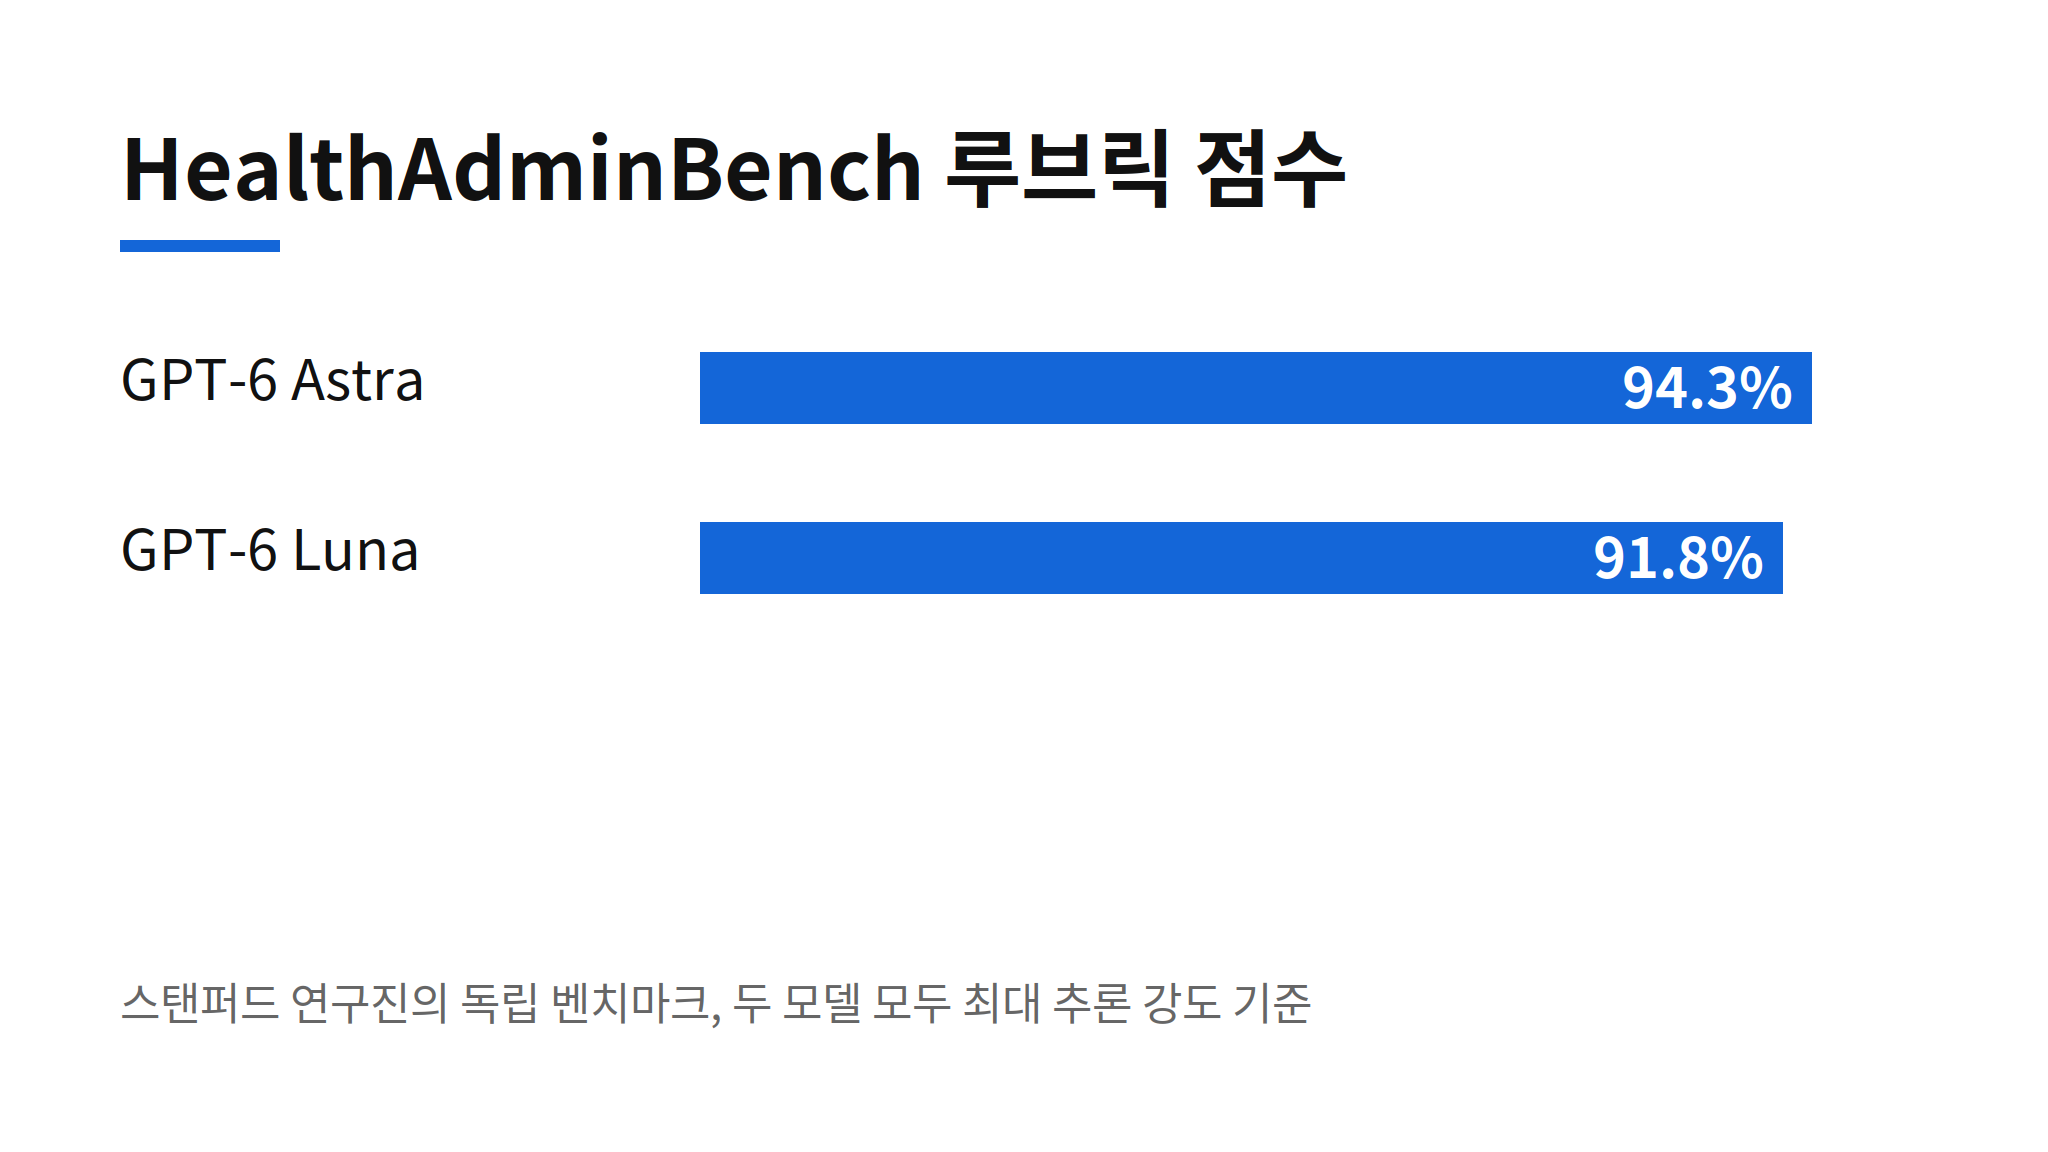 HealthAdminBench 루브릭 점수
GPT-6 Astra
94.3%
GPT-6 Luna
91.8%
스탠퍼드 연구진의 독립 벤치마크, 두 모델 모두 최대 추론 강도 기준